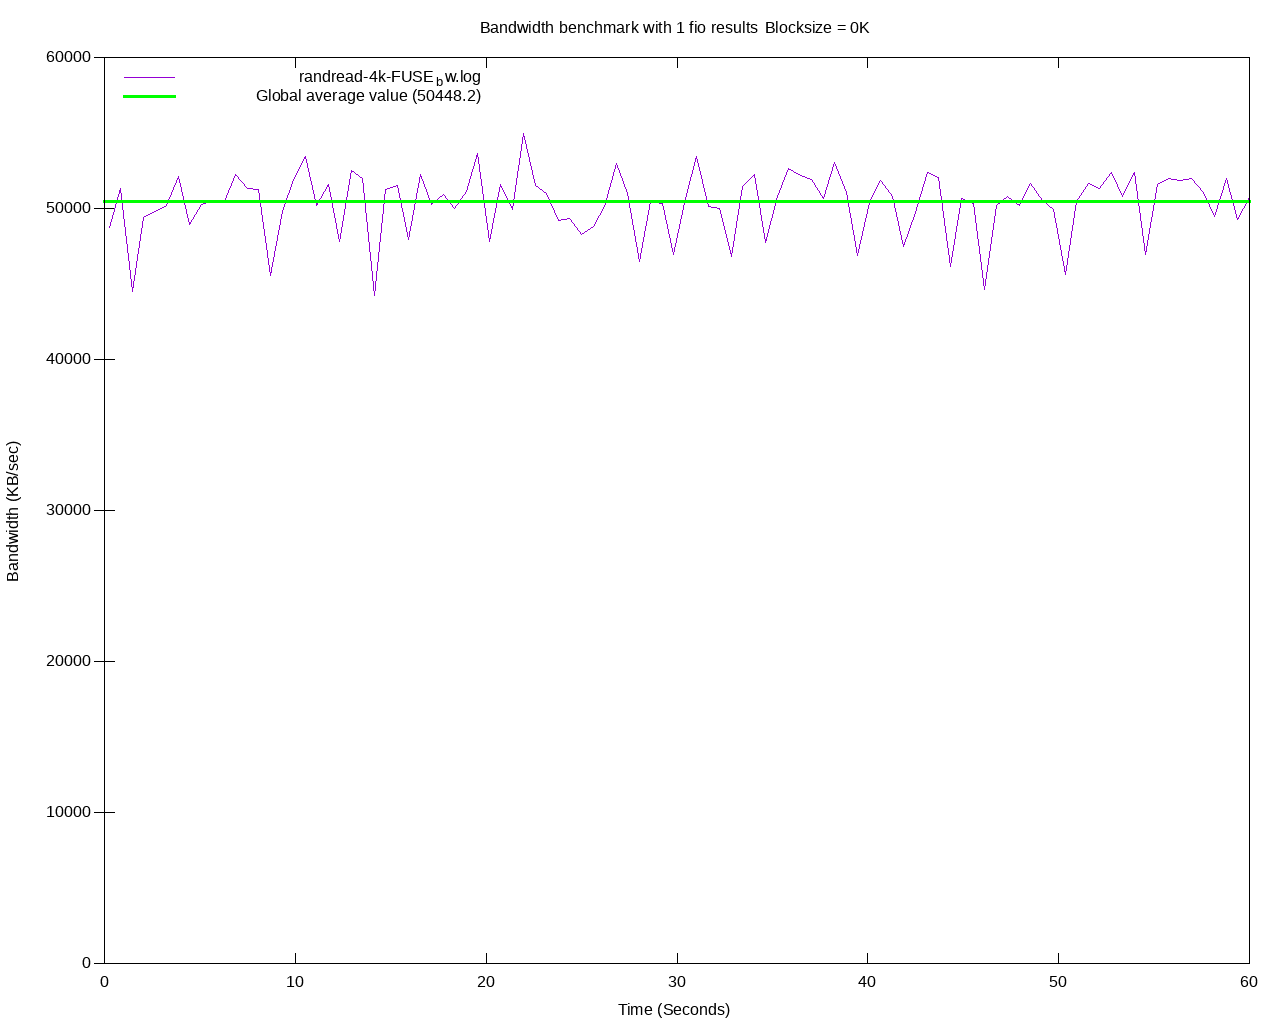 Bandwidth benchmark with 1 fio results Blocksize = 0K
60000
randread-4k-FUSE_bw.log
Global average value (50448.2)
50000
40000
30000
20000
10000
0
Bandwidth (KB/sec)
0 10 20 30 40 50 60
Time (Seconds)